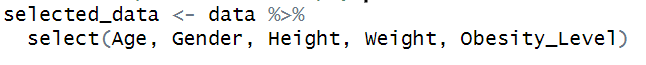 selected_data <- data %>%
  select(Age, Gender, Height, Weight, Obesity_Level)